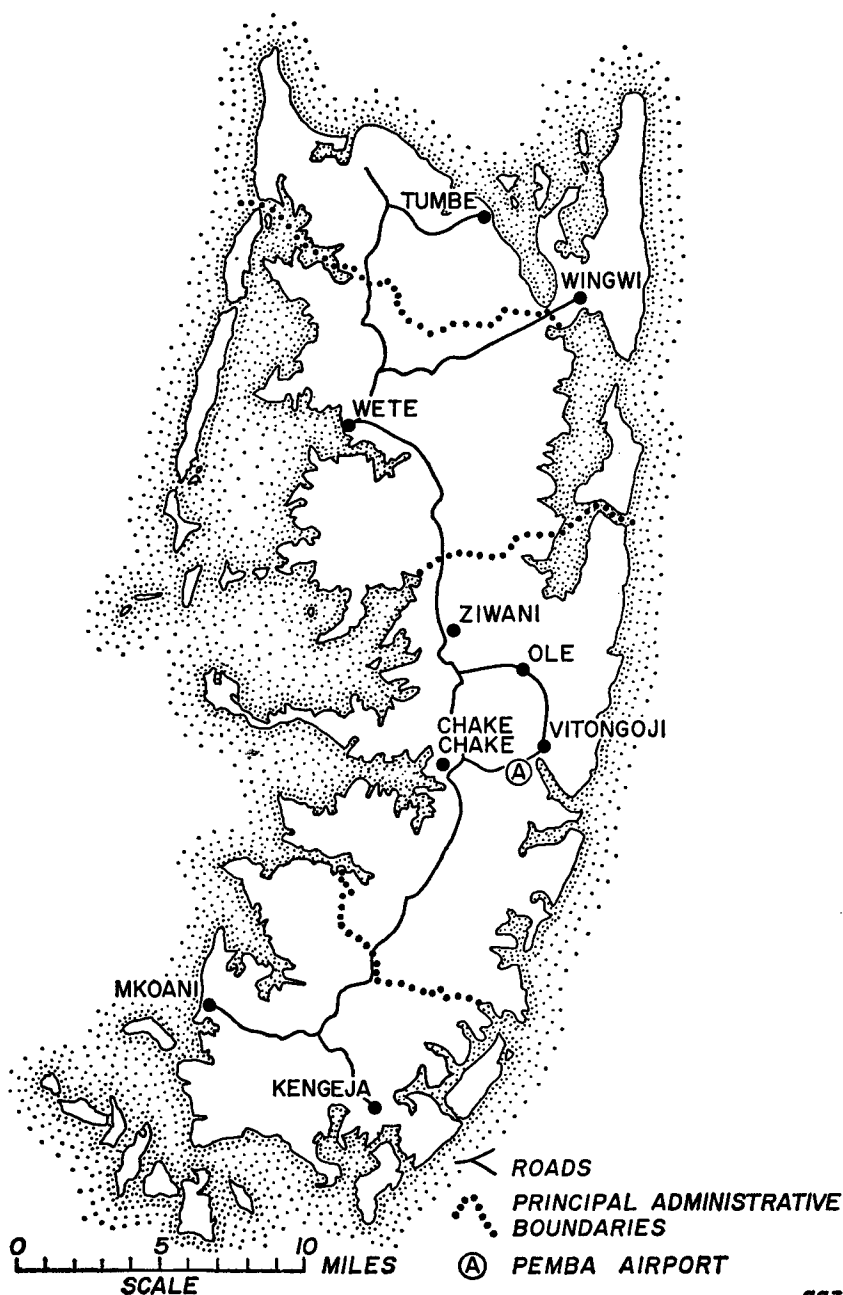 TUMBE
WINGWI
WETE
ZIWANI
OLE
CHAKE
CHAKE
VITONGOJI
A
MKOANI
KENGEJA
ROADS
PRINCIPAL ADMINISTRATIVE
BOUNDARIES
0 5 10 MILES
SCALE
A PEMBA AIRPORT